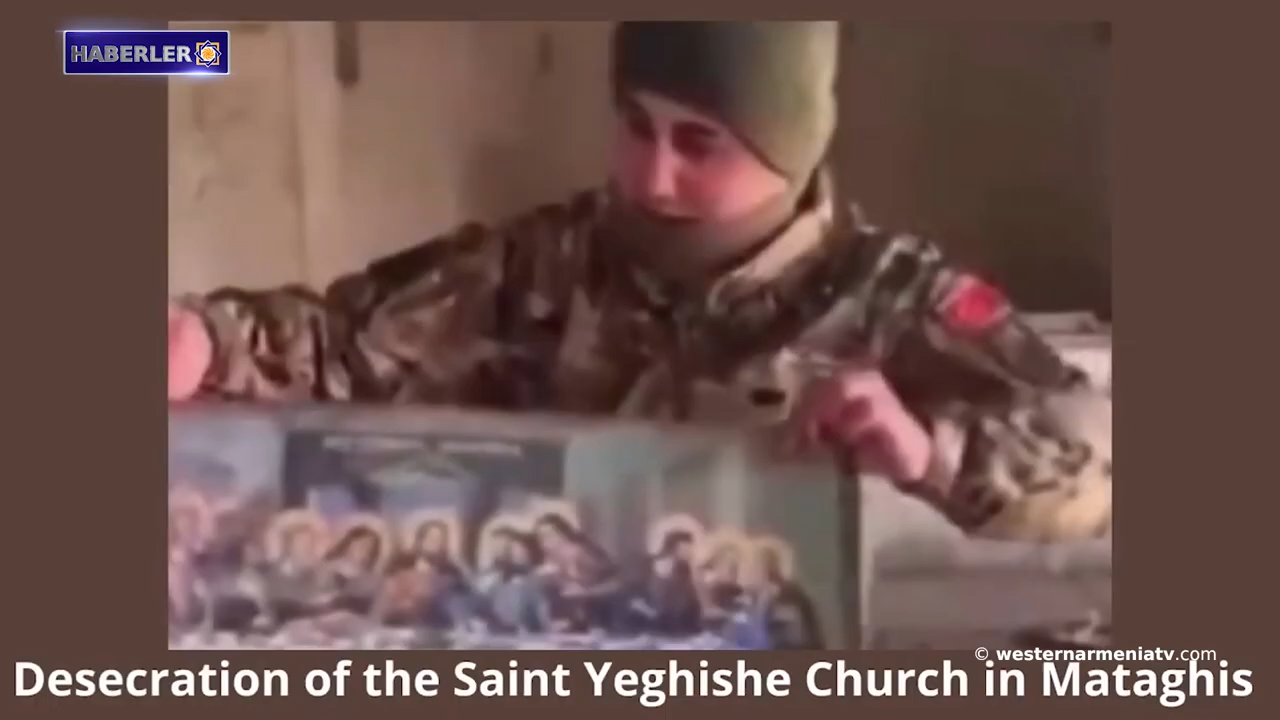 HABERLER
© westernarmeniatv.com
Desecration of the Saint Yeghishe Church in Mataghis